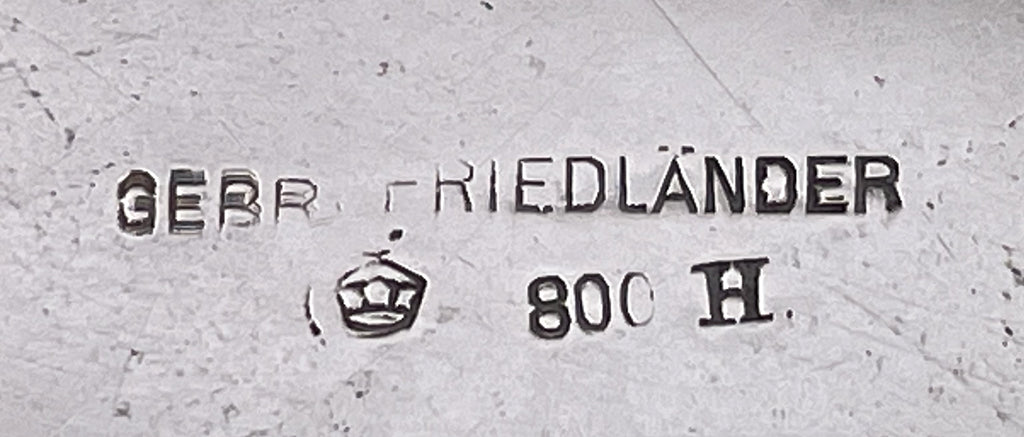 GEBR. FRIEDLÄNDER
800 H.